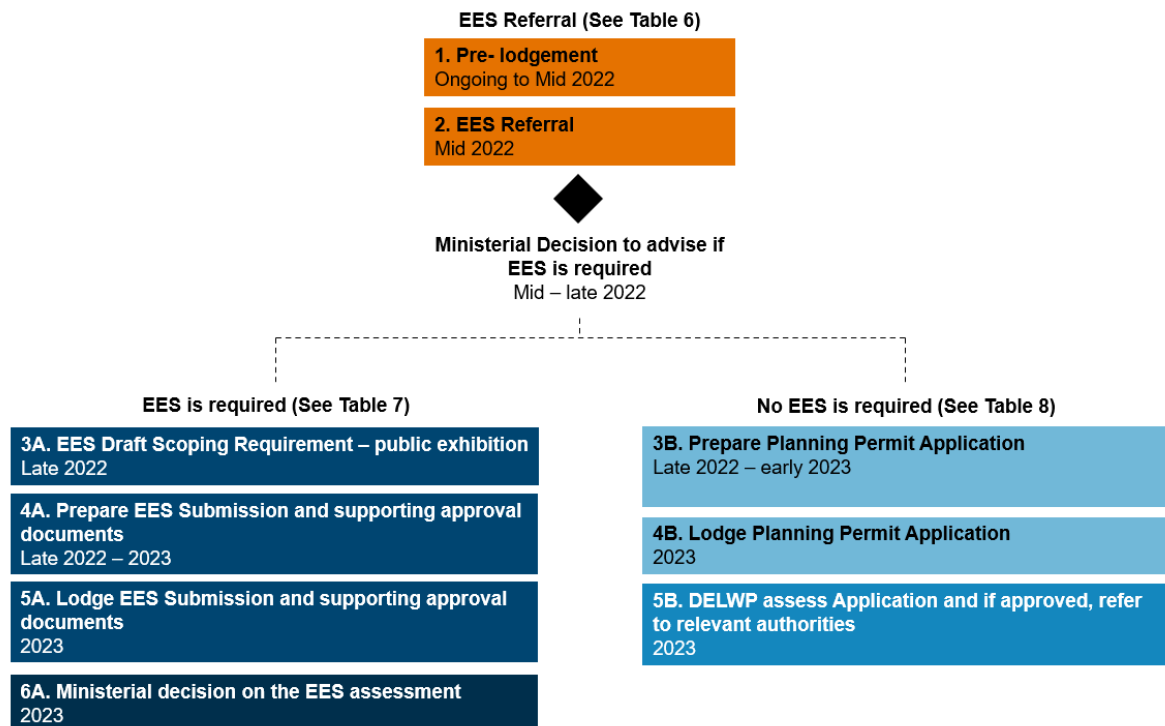 EES Referral (See Table 6)
1. Pre- lodgement
Ongoing to Mid 2022
2. EES Referral
Mid 2022
Ministerial Decision to advise if
EES is required
Mid – late 2022
EES is required (See Table 7)
3A. EES Draft Scoping Requirement – public exhibition
Late 2022
4A. Prepare EES Submission and supporting approval
documents
Late 2022 – 2023
5A. Lodge EES Submission and supporting approval
documents
2023
6A. Ministerial decision on the EES assessment
2023
No EES is required (See Table 8)
3B. Prepare Planning Permit Application
Late 2022 – early 2023
4B. Lodge Planning Permit Application
2023
5B. DELWP assess Application and if approved, refer
to relevant authorities
2023